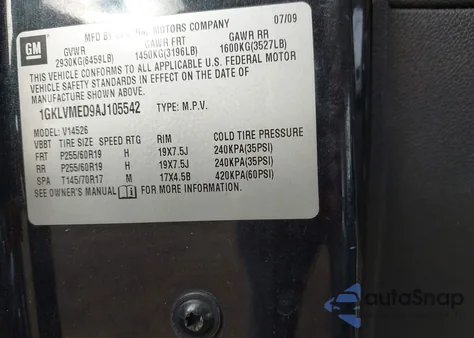 GM
MFD BY GENERAL MOTORS COMPANY 07/09
GVWR GAWR FRT GAWR RR
2930KG(6459LB) 1450KG(3196LB) 1600KG(3527LB)
THIS VEHICLE CONFORMS TO ALL APPLICABLE U.S. FEDERAL MOTOR
VEHICLE SAFETY STANDARDS IN EFFECT ON THE DATE OF
MANUFACTURE SHOWN ABOVE.
1GKLVMED9AJ105542 TYPE: M.P.V.
MODEL: V14526
VBBT TIRE SIZE SPEED RTG RIM COLD TIRE PRESSURE
FRT P255/60R19 H 19X7.5J 240KPA(35PSI)
RR P255/60R19 H 19X7.5J 240KPA(35PSI)
SPA T145/70R17 M 17X4.5B 420KPA(60PSI)
SEE OWNER'S MANUAL FOR MORE INFORMATION.
autoSnap